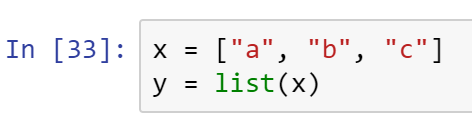 In [33]: x = ["a", "b", "c"]
y = list(x)